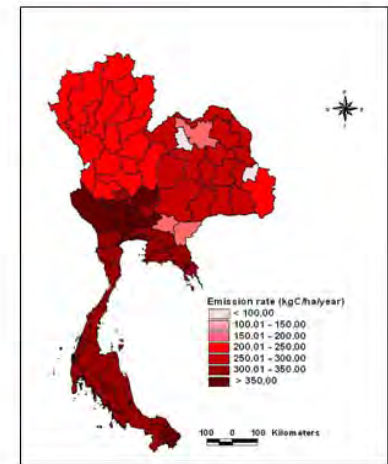 Emission rate (kgC/ha/year)
< 100.00
100.01 - 150.00
150.01 - 200.00
200.01 - 250.00
250.01 - 300.00
300.01 - 350.00
> 350.00
100 0 100 Kilometers